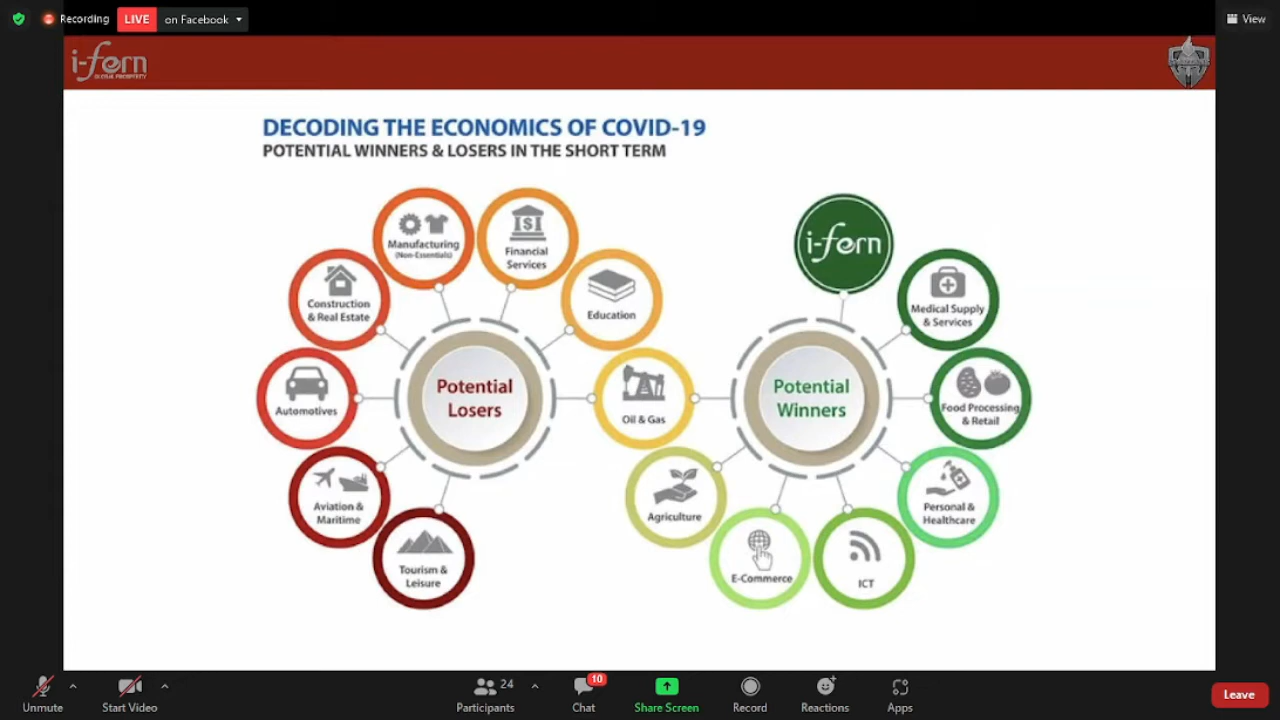 Recording
LIVE
on Facebook
View
i-fern
GLOBAL PROSPERITY
DECODING THE ECONOMICS OF COVID-19
POTENTIAL WINNERS & LOSERS IN THE SHORT TERM
Manufacturing
(Non-Essentials)
$
Financial
Services
Education
Construction
& Real Estate
Automotives
Aviation &
Maritime
Tourism &
Leisure
Potential
Losers
Oil & Gas
Potential
Winners
i-fern
Medical Supply
& Services
Food Processing
& Retail
Personal &
Healthcare
ICT
E-Commerce
Agriculture
Unmute
Start Video
24
Participants
10
Chat
Share Screen
Record
Reactions
Apps
Leave